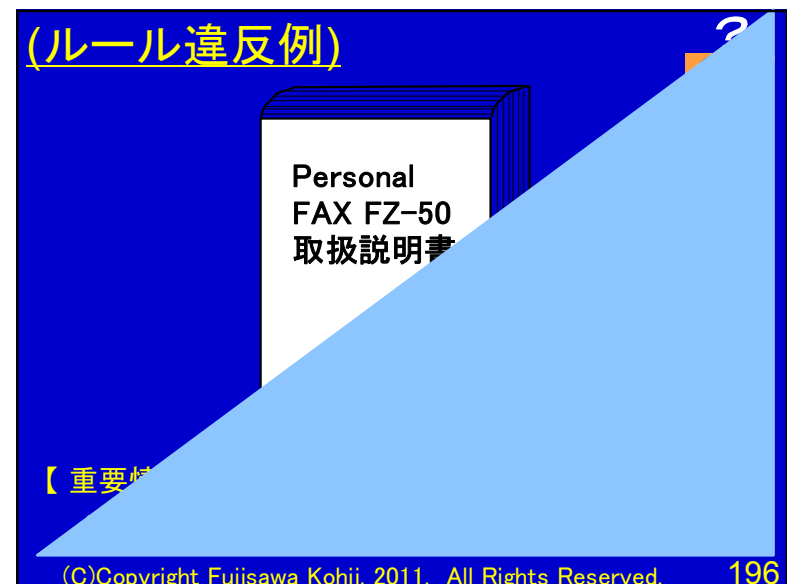 (ルール違反例)
Personal
FAX FZ-50
取扱説明書
【 重要情
(C)Copyright Fujisawa Kohji, 2011. All Rights Reserved.
196